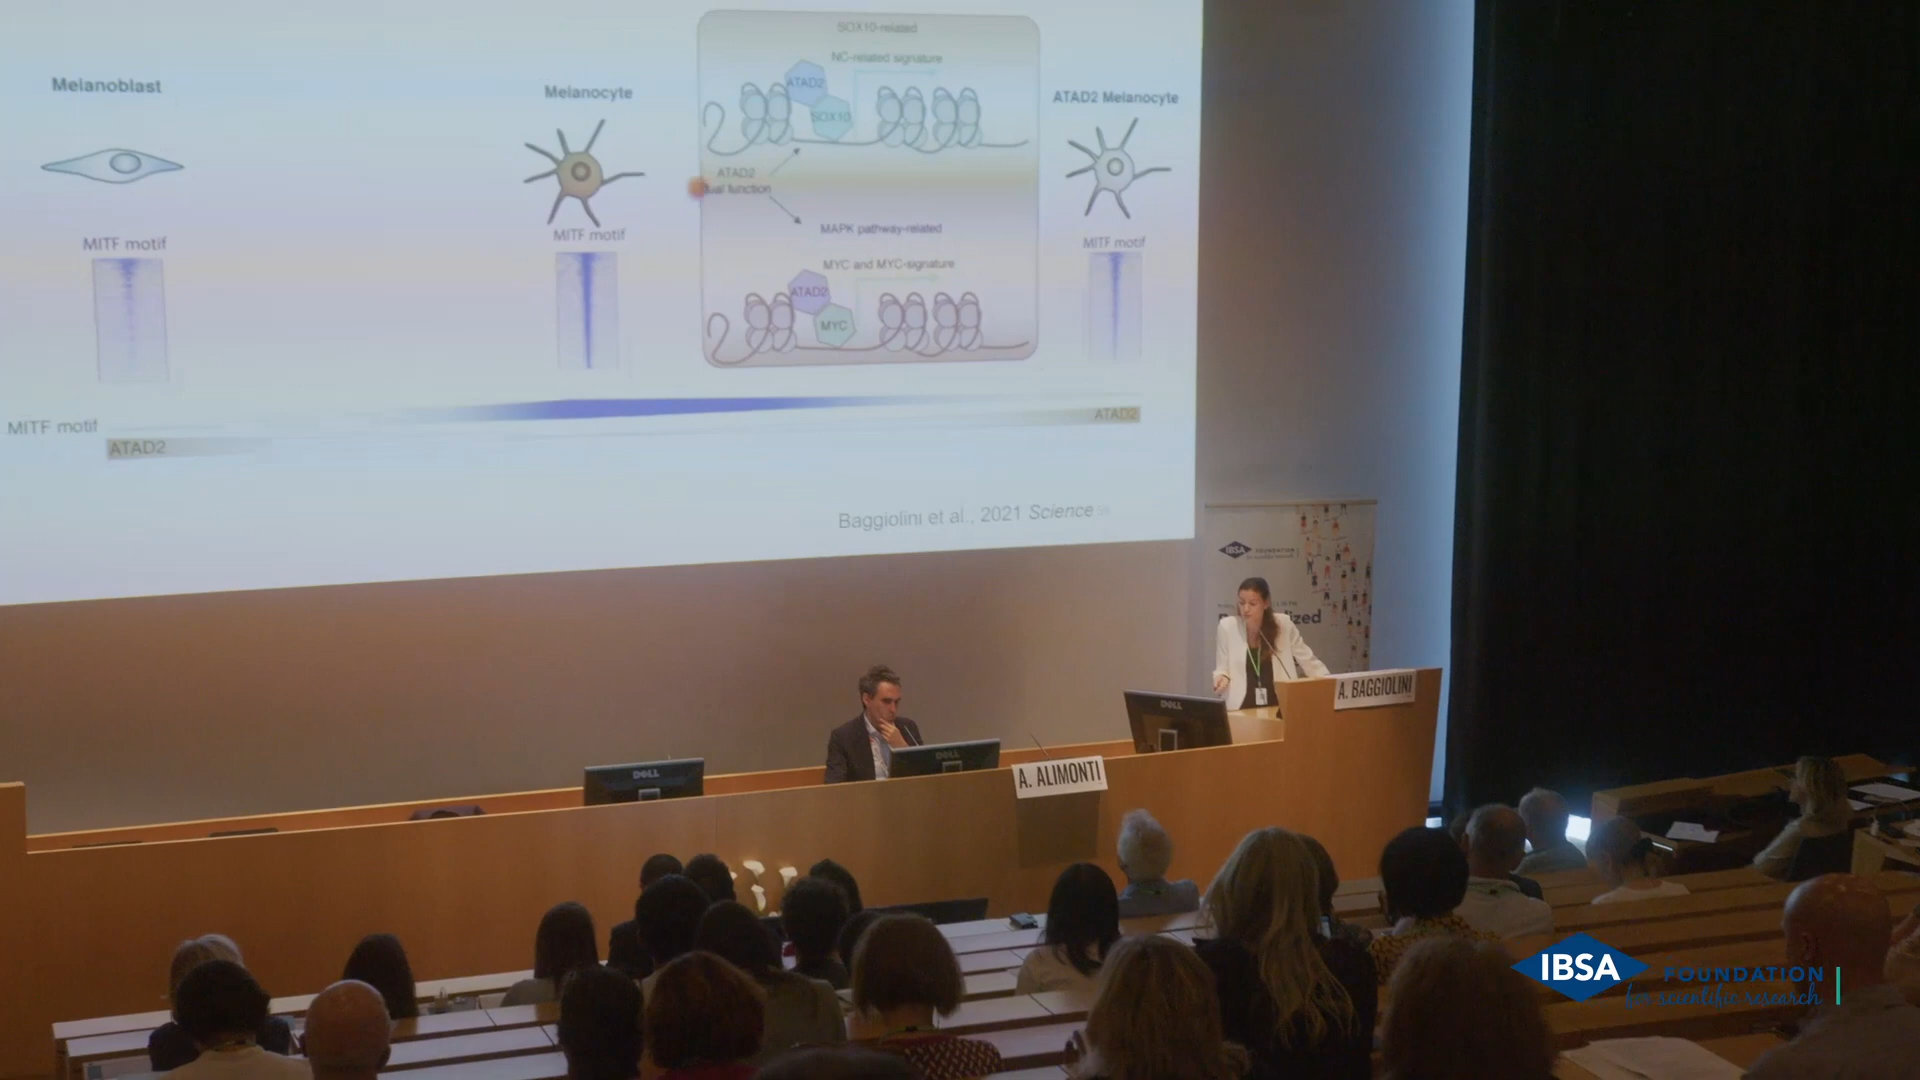 SOX10-related
NC-related signature
Melanoblast
Melanocyte
ATAD2
SOX10
ATAD2 Melanocyte
ATAD2
dual function
MAPK pathway-related
MITF motif
MITF motif
MITF motif
MYC and MYC-signature
ATAD2
MYC
MITF motif
ATAD2
ATAD2
Baggiolini et al., 2021 Science
IBSA FOUNDATION
A. BAGGIOLINI
DELL
DELL
DELL
A. ALIMONTI
IBSA FOUNDATION
for scientific research